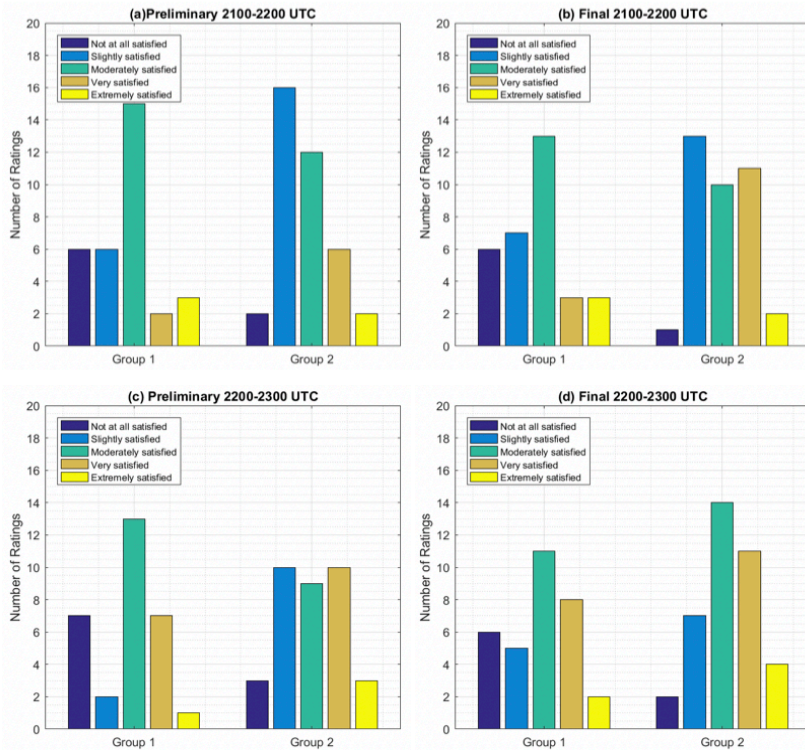 (a)Preliminary 2100-2200 UTC
20
18
16
14
12
10
8
6
4
2
0
Number of Ratings
Not at all satisfied
Slightly satisfied
Moderately satisfied
Very satisfied
Extremely satisfied
Group 1
Group 2
(b) Final 2100-2200 UTC
20
18
16
14
12
10
8
6
4
2
0
Number of Ratings
Not at all satisfied
Slightly satisfied
Moderately satisfied
Very satisfied
Extremely satisfied
Group 1
Group 2
(c) Preliminary 2200-2300 UTC
20
18
16
14
12
10
8
6
4
2
0
Number of Ratings
Not at all satisfied
Slightly satisfied
Moderately satisfied
Very satisfied
Extremely satisfied
Group 1
Group 2
(d) Final 2200-2300 UTC
20
18
16
14
12
10
8
6
4
2
0
Number of Ratings
Not at all satisfied
Slightly satisfied
Moderately satisfied
Very satisfied
Extremely satisfied
Group 1
Group 2